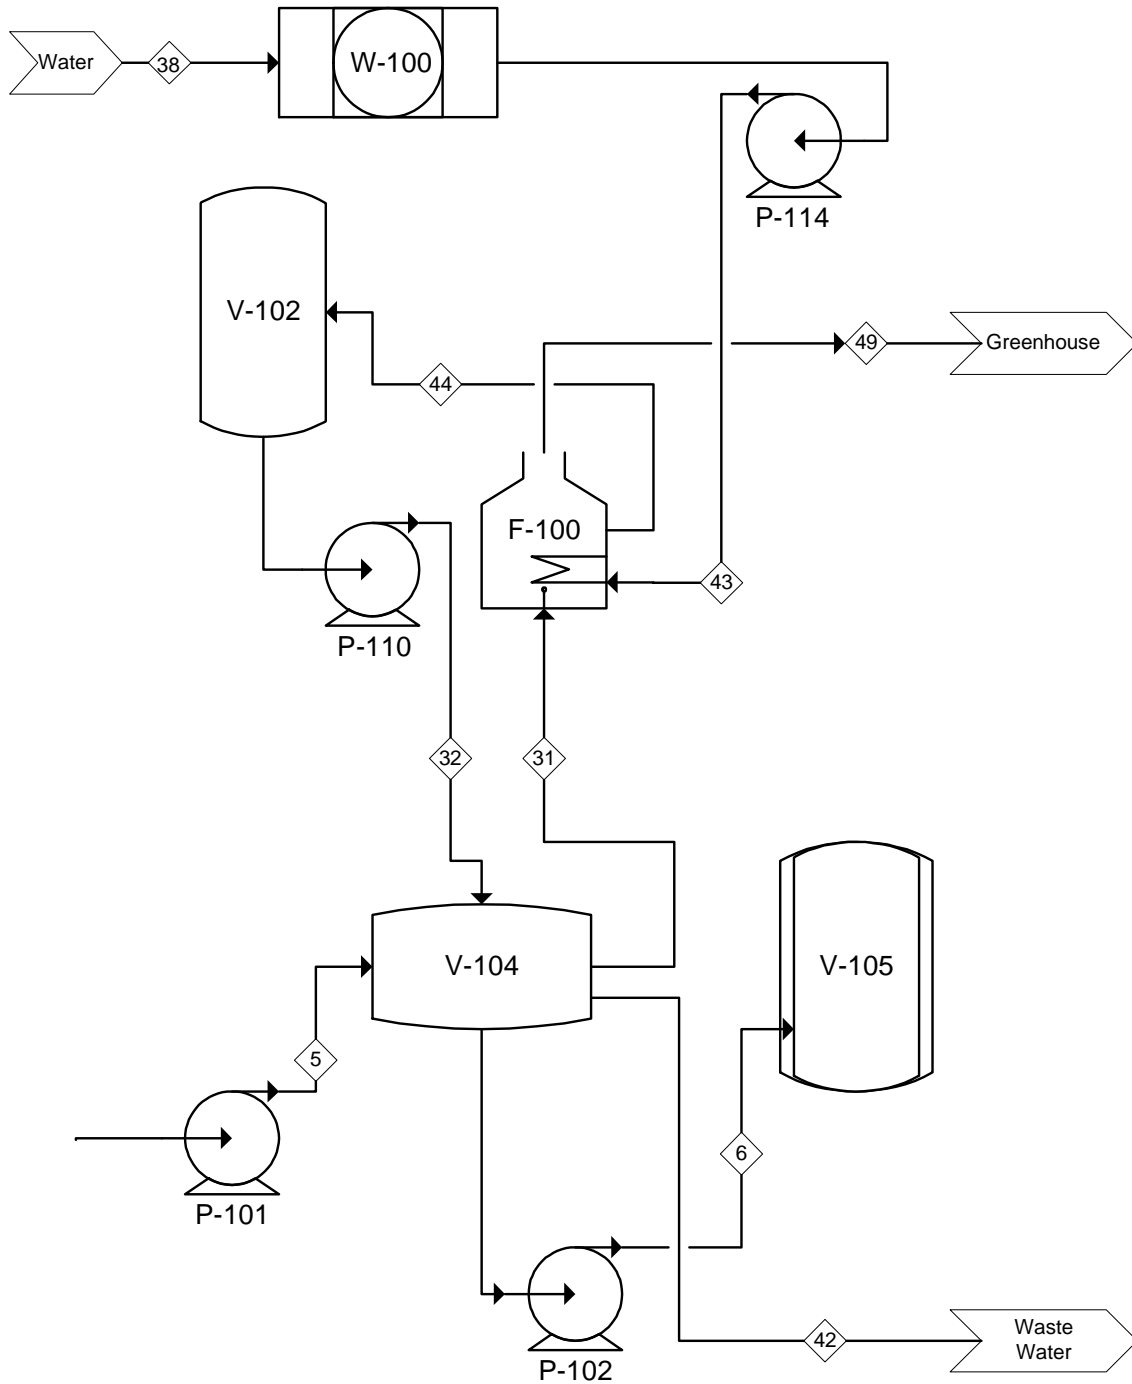 Water
38
W-100
P-114
V-102
49
Greenhouse
44
F-100
43
P-110
32
31
V-104
V-105
5
6
P-101
42
Waste
Water
P-102